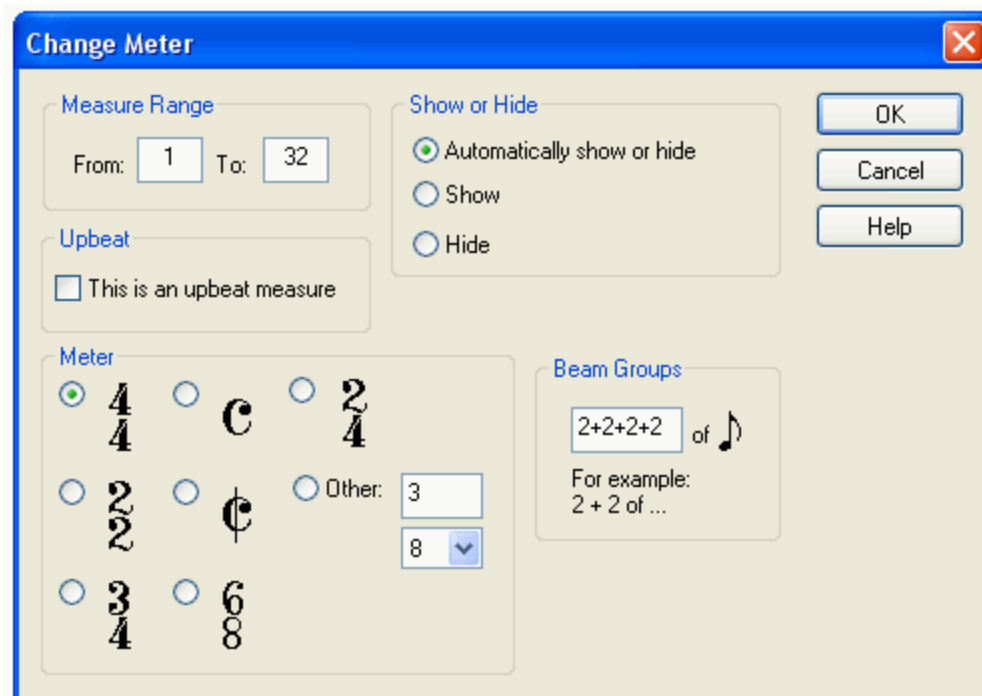 Change Meter
Measure Range
From: 1 To: 32
Show or Hide
Automatically show or hide
Show
Hide
OK
Cancel
Help
Upbeat
This is an upbeat measure
Meter
4
4
C
2
4
2
2
¢
Other: 3
8
3
4
6
8
Beam Groups
2+2+2+2 of ♪
For example:
2 + 2 of ...